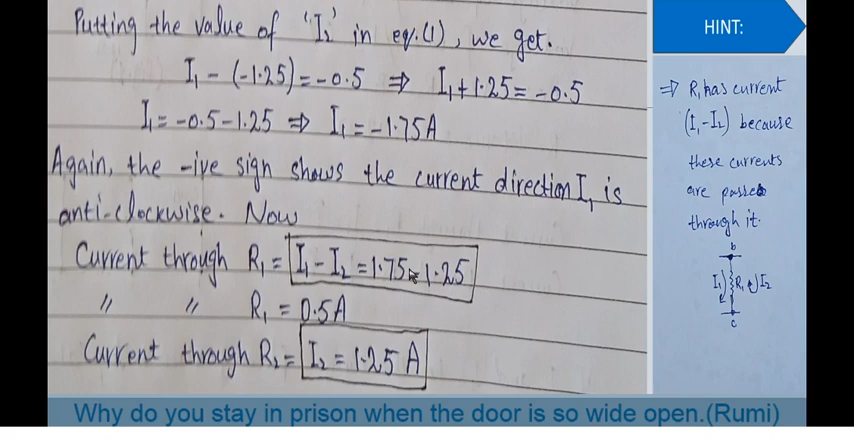 Putting the value of 'I₂' in eq.(1), we get.
I₁ - (-1.25) = -0.5 ⇒ I₁ + 1.25 = -0.5
I₁ = -0.5 - 1.25 ⇒ I₁ = -1.75A
Again, the -ive sign shows the current direction I₁ is
anti-clockwise. Now
Current through R₁ = I₁ - I₂ = 1.75 - 1.25
" " R₁ = 0.5A
Current through R₂ = I₂ = 1.25 A
HINT:
⇒ R₁ has current
(I₁-I₂) because
these currents
are passed
through it.
b
I₁ R₁ I₂
c
Why do you stay in prison when the door is so wide open.(Rumi)